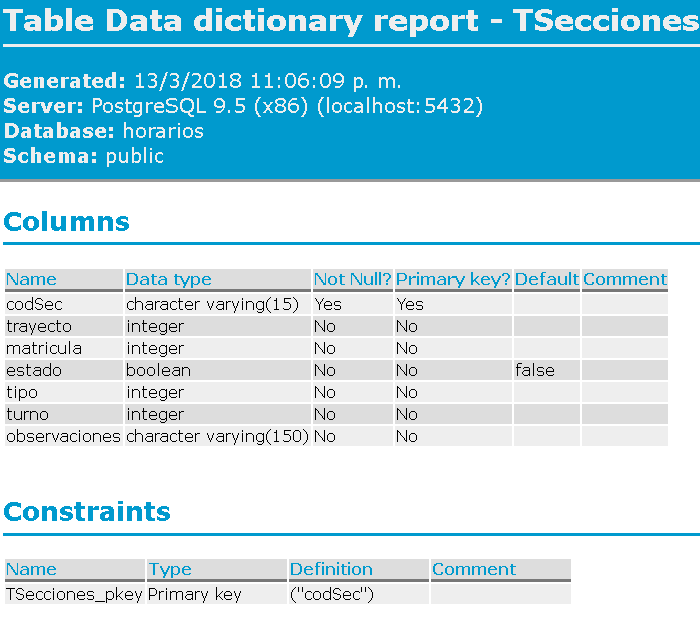 Table Data dictionary report - TSecciones
Generated: 13/3/2018 11:06:09 p. m.
Server: PostgreSQL 9.5 (x86) (localhost:5432)
Database: horarios
Schema: public
Columns
Name Data type Not Null? Primary key? Default Comment
codSec character varying(15) Yes Yes
trayecto integer No No
matricula integer No No
estado boolean No No false
tipo integer No No
turno integer No No
observaciones character varying(150) No No
Constraints
Name Type Definition Comment
TSecciones_pkey Primary key ("codSec")